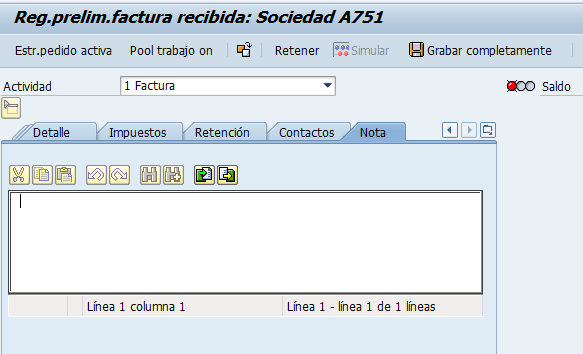 Reg.prelim.factura recibida: Sociedad A751
Estr.pedido activa Pool trabajo on Retener Simular Grabar completamente
Actividad 1 Factura Saldo
Detalle Impuestos Retención Contactos Nota
Línea 1 columna 1 Línea 1 - línea 1 de 1 líneas